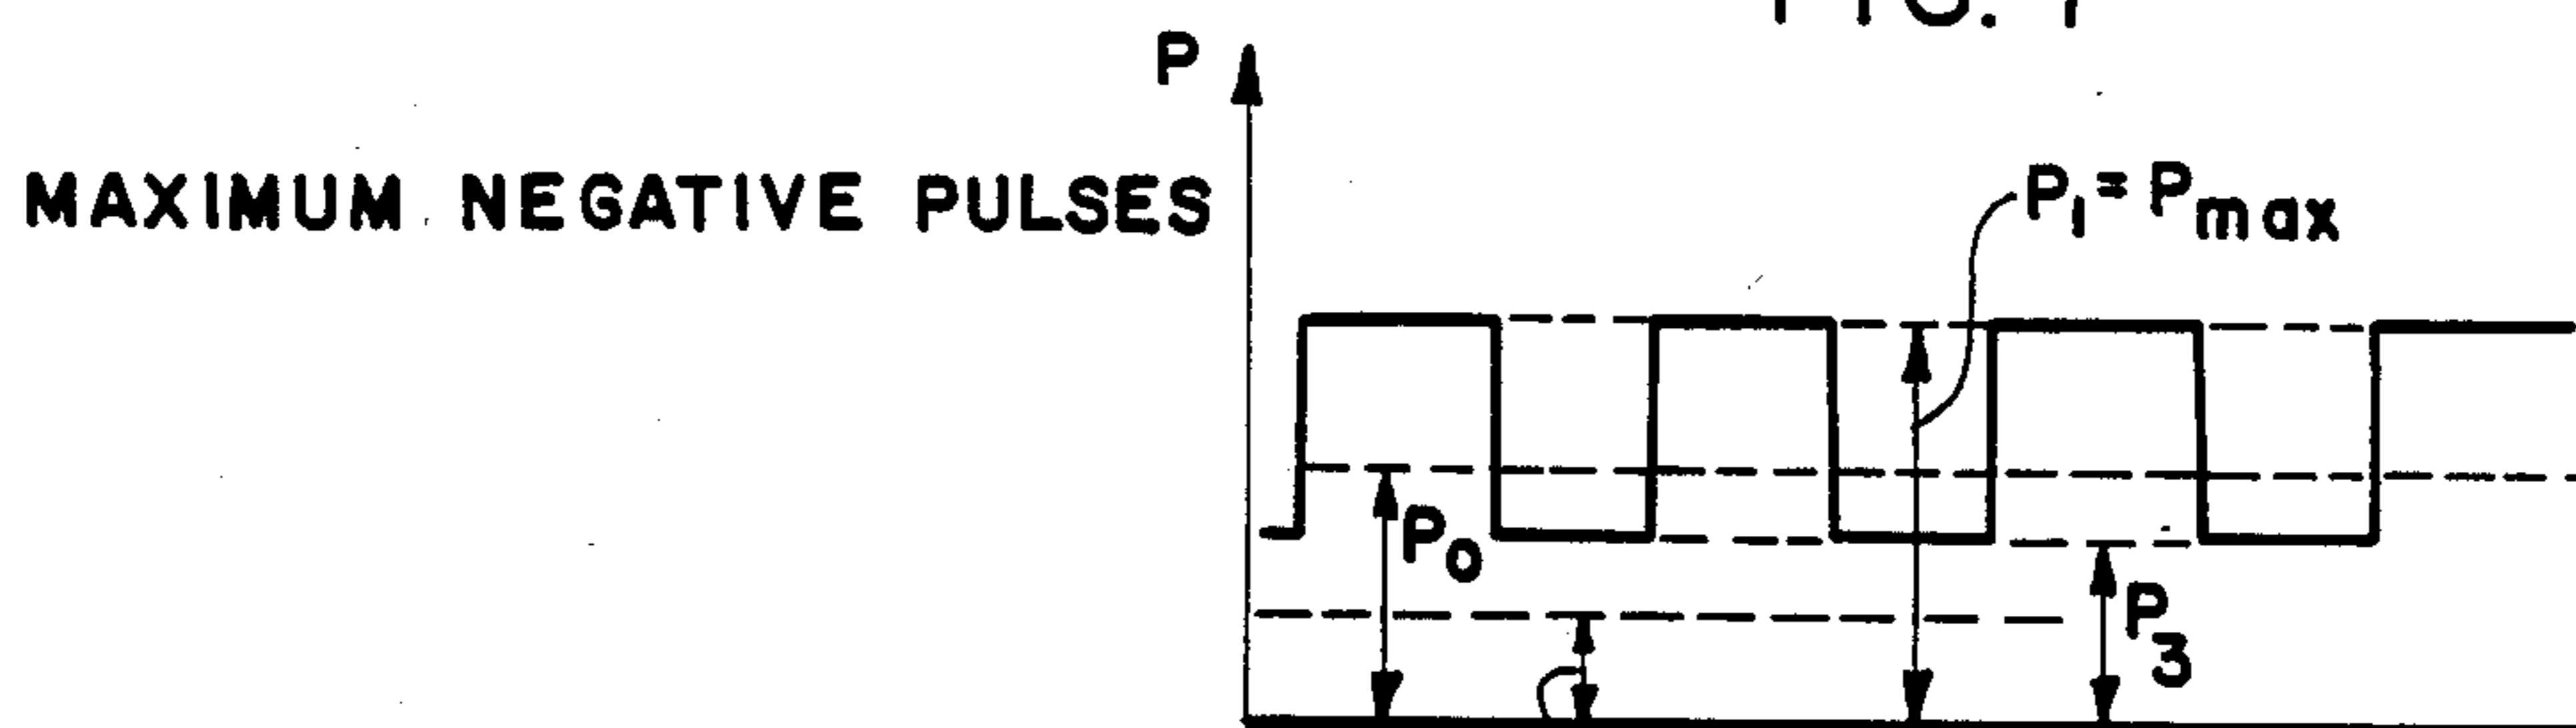 P
MAXIMUM NEGATIVE PULSES
P₁ = Pmax
P₀
P₃